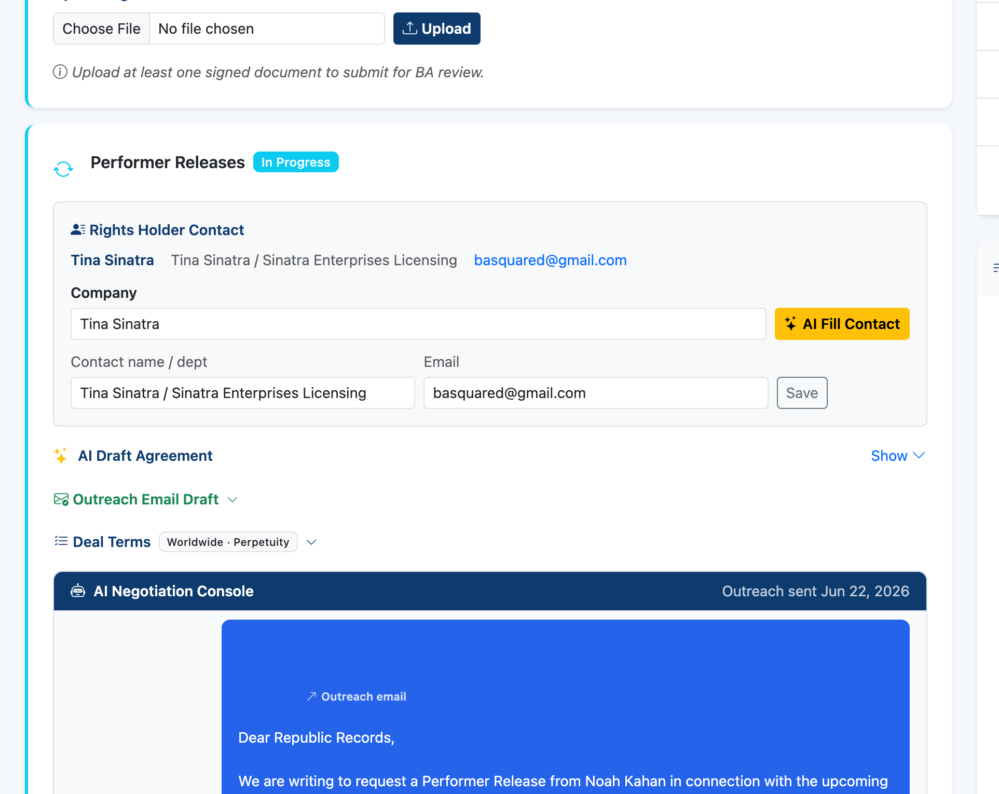 Choose File No file chosen Upload
Upload at least one signed document to submit for BA review.
Performer Releases In Progress
Rights Holder Contact
Tina Sinatra Tina Sinatra / Sinatra Enterprises Licensing basquared@gmail.com
Company
Tina Sinatra AI Fill Contact
Contact name / dept Email
Tina Sinatra / Sinatra Enterprises Licensing basquared@gmail.com Save
AI Draft Agreement Show
Outreach Email Draft
Deal Terms Worldwide · Perpetuity
AI Negotiation Console Outreach sent Jun 22, 2026
Outreach email
Dear Republic Records,
We are writing to request a Performer Release from Noah Kahan in connection with the upcoming